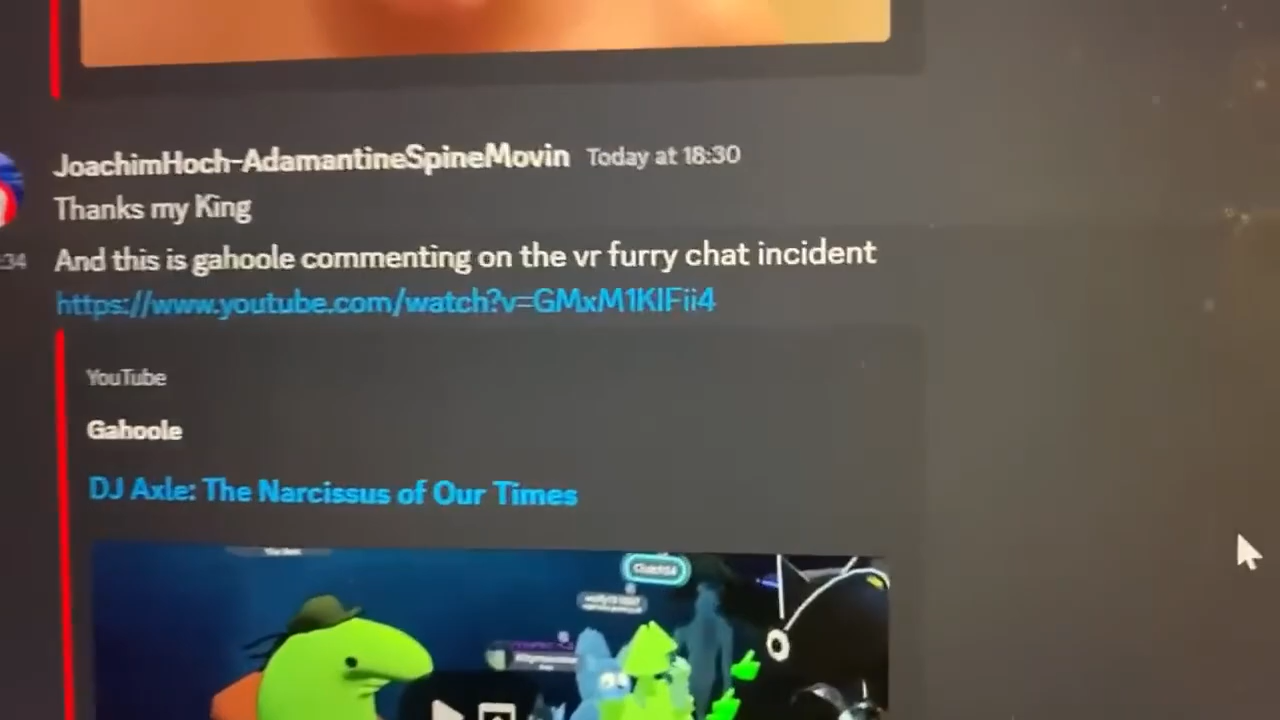 JoachimHoch-AdamantineSpineMovin Today at 18:30
Thanks my King
:34 And this is gahoole commenting on the vr furry chat incident
https://www.youtube.com/watch?v=GMxM1KIFii4
YouTube
Gahoole
DJ Axle: The Narcissus of Our Times